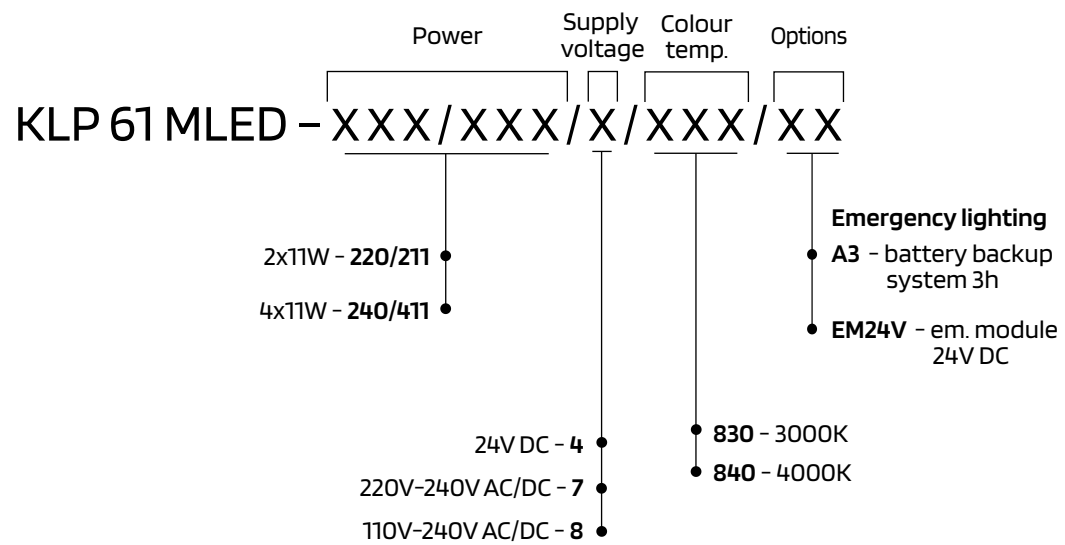 Power
Supply voltage
Colour temp.
Options
KLP 61 MLED – XXX/XXX/X/XXX/XX
2x11W – 220/211
4x11W – 240/411
Emergency lighting
A3 – battery backup
system 3h
EM24V – em. module
24V DC
24V DC – 4
220V–240V AC/DC – 7
110V–240V AC/DC – 8
830 – 3000K
840 – 4000K